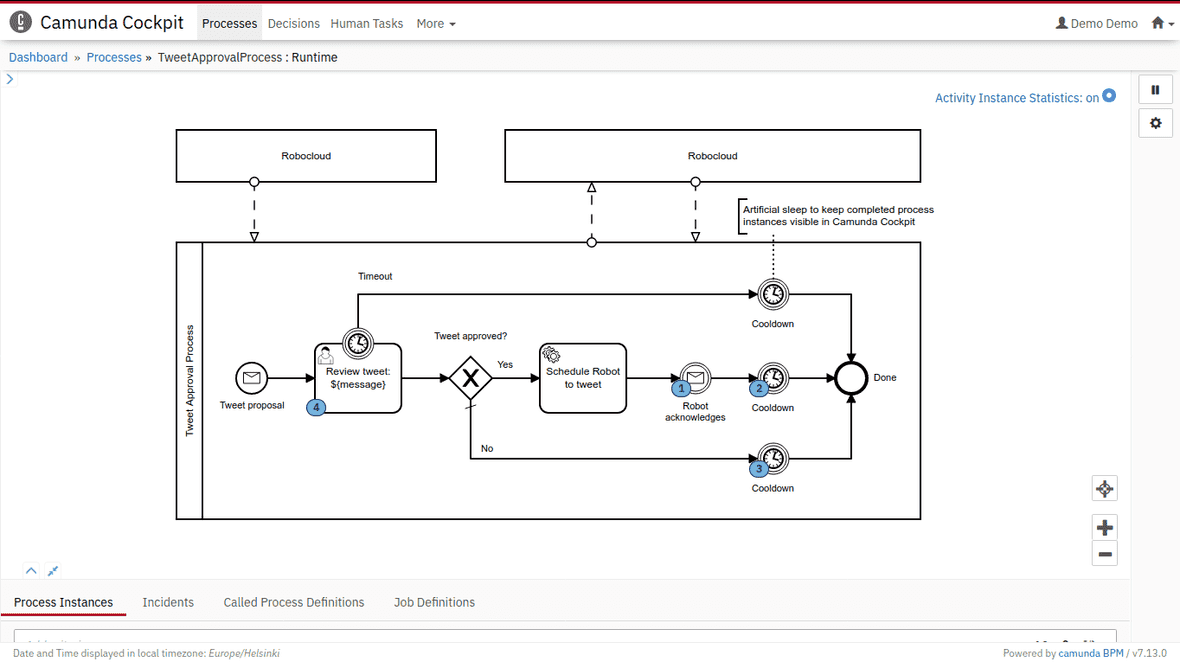 Camunda Cockpit Processes Decisions Human Tasks More Demo Demo
Dashboard » Processes » TweetApprovalProcess : Runtime
Activity Instance Statistics: on
Robocloud
Robocloud
Artificial sleep to keep completed process
instances visible in Camunda Cockpit
Tweet Approval Process
Timeout
Cooldown
Tweet approved?
Yes
Review tweet:
${message}
Schedule Robot
to tweet
Tweet proposal
4
X
1
Robot
acknowledges
2
Cooldown
Done
No
3
Cooldown
Process Instances Incidents Called Process Definitions Job Definitions
Date and Time displayed in local timezone: Europe/Helsinki
Powered by camunda BPM / v7.13.0